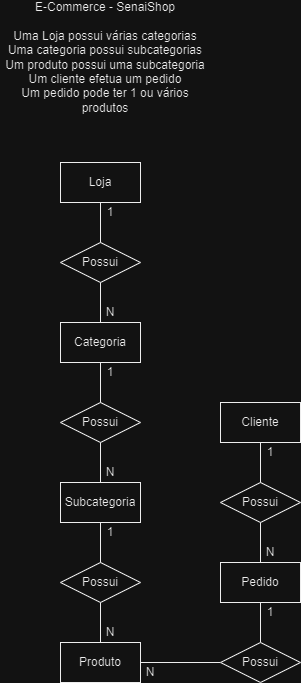 E-Commerce - SenaiShop
Uma Loja possui várias categorias
Uma categoria possui subcategorias
Um produto possui uma subcategoria
Um cliente efetua um pedido
Um pedido pode ter 1 ou vários
produtos
Loja
1
Possui
N
Categoria
1
Possui
N
Subcategoria
1
Possui
N
Produto
N
Cliente
1
Possui
N
Pedido
1
Possui